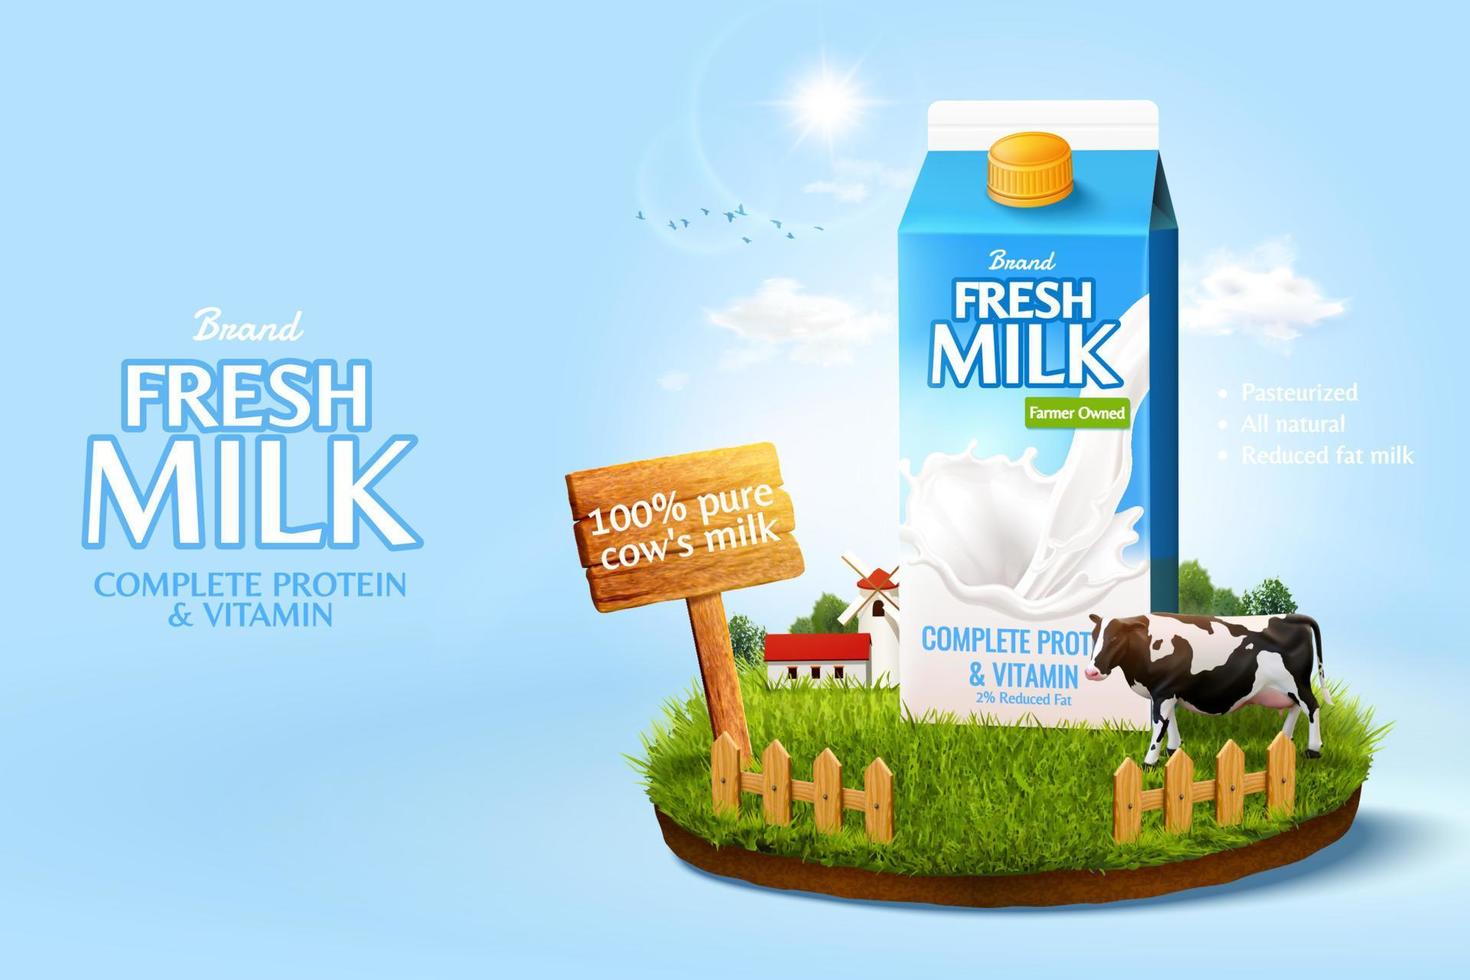 Brand
FRESH
MILK
COMPLETE PROTEIN
& VITAMIN
100% pure
cow's milk
Brand
FRESH
MILK
Farmer Owned
COMPLETE PROT
& VITAMIN
2% Reduced Fat
• Pasteurized
• All natural
• Reduced fat milk